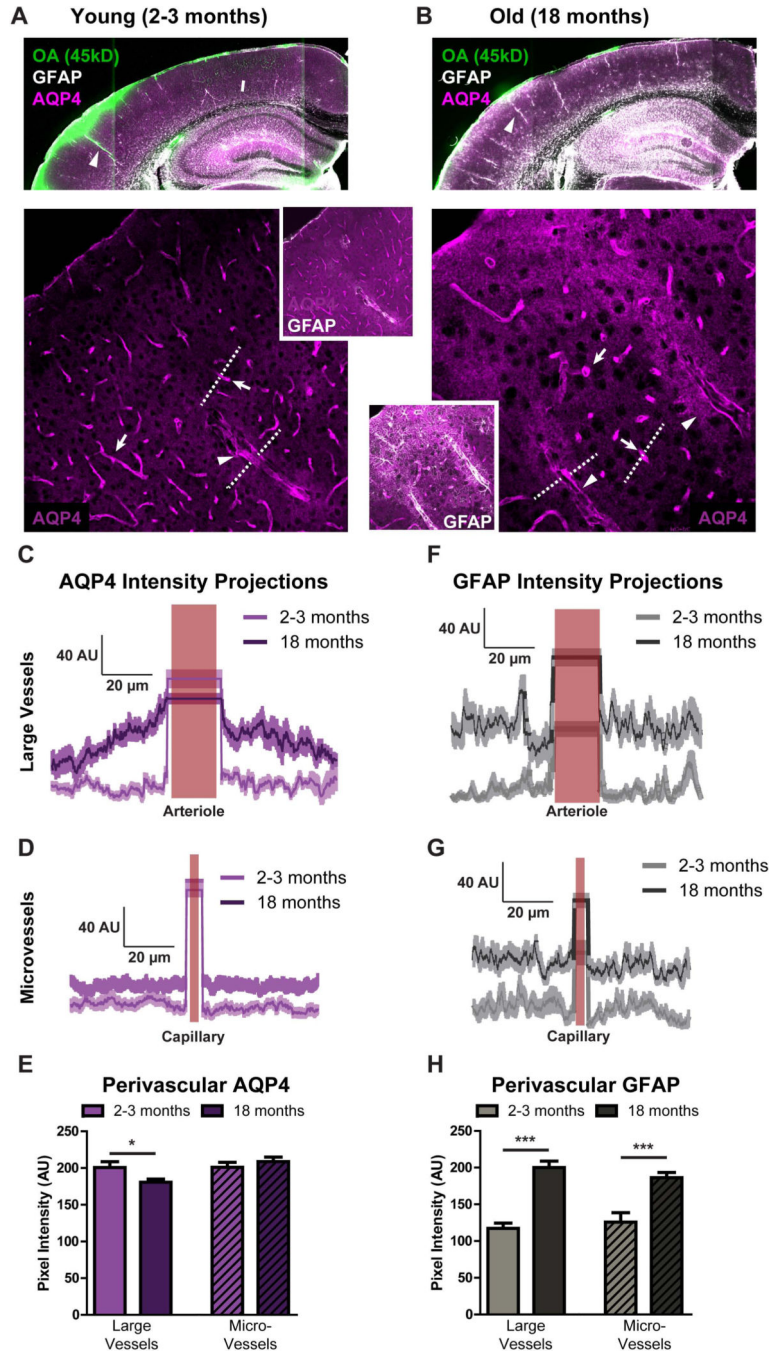 A
Young (2-3 months)
OA (45kD)
GFAP
AQP4
AQP4
GFAP
AQP4
B
Old (18 months)
OA (45kD)
GFAP
AQP4
GFAP
AQP4
C
AQP4 Intensity Projections
Large Vessels
40 AU
20 µm
2-3 months
18 months
Arteriole
D
Microvessels
40 AU
20 µm
2-3 months
18 months
Capillary
E
Perivascular AQP4
2-3 months
18 months
Pixel Intensity (AU)
250
200
150
100
50
0
*
Large
Vessels
Micro-
Vessels
F
GFAP Intensity Projections
40 AU
20 µm
2-3 months
18 months
Arteriole
G
40 AU
20 µm
2-3 months
18 months
Capillary
H
Perivascular GFAP
2-3 months
18 months
Pixel Intensity (AU)
250
200
150
100
50
0
***
***
Large
Vessels
Micro-
Vessels